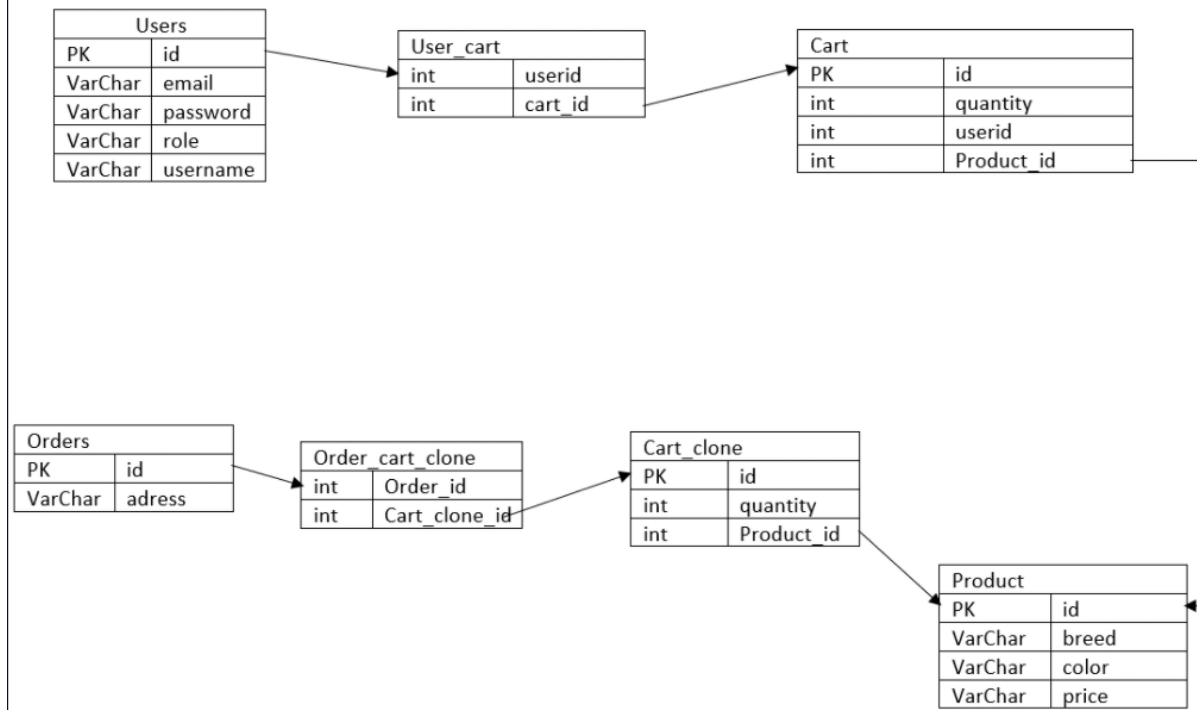 Users
PK id
VarChar email
VarChar password
VarChar role
VarChar username
User_cart
int userid
int cart_id
Cart
PK id
int quantity
int userid
int Product_id
Orders
PK id
VarChar adress
Order_cart_clone
int Order_id
int Cart_clone_id
Cart_clone
PK id
int quantity
int Product_id
Product
PK id
VarChar breed
VarChar color
VarChar price